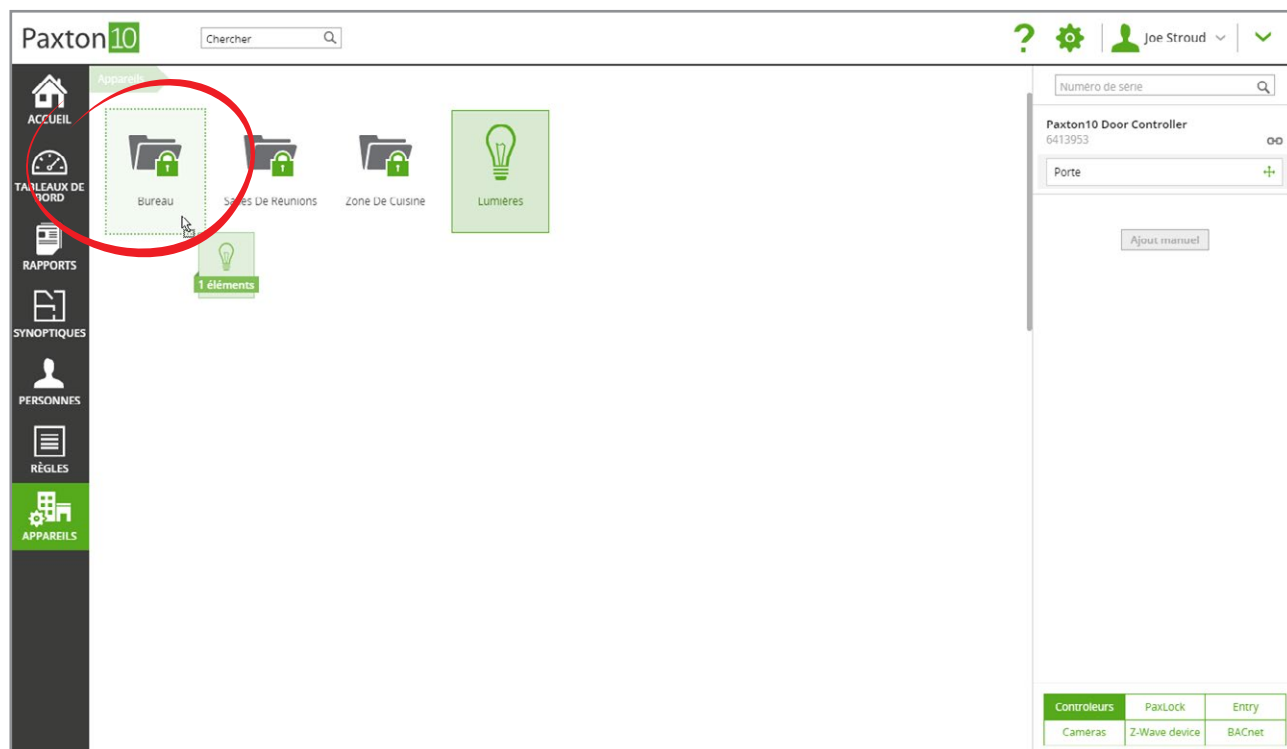 Paxton10
Chercher
Joe Stroud
ACCUEIL
TABLEAUX DE
BORD
RAPPORTS
SYNOPTIQUES
PERSONNES
RÈGLES
APPAREILS
Appareils
Bureau
Salles De Réunions
Zone De Cuisine
Lumières
1 éléments
Numéro de série
Paxton10 Door Controller
6413953
Porte
Ajout manuel
Controleurs
PaxLock
Entry
Caméras
Z-Wave device
BACnet